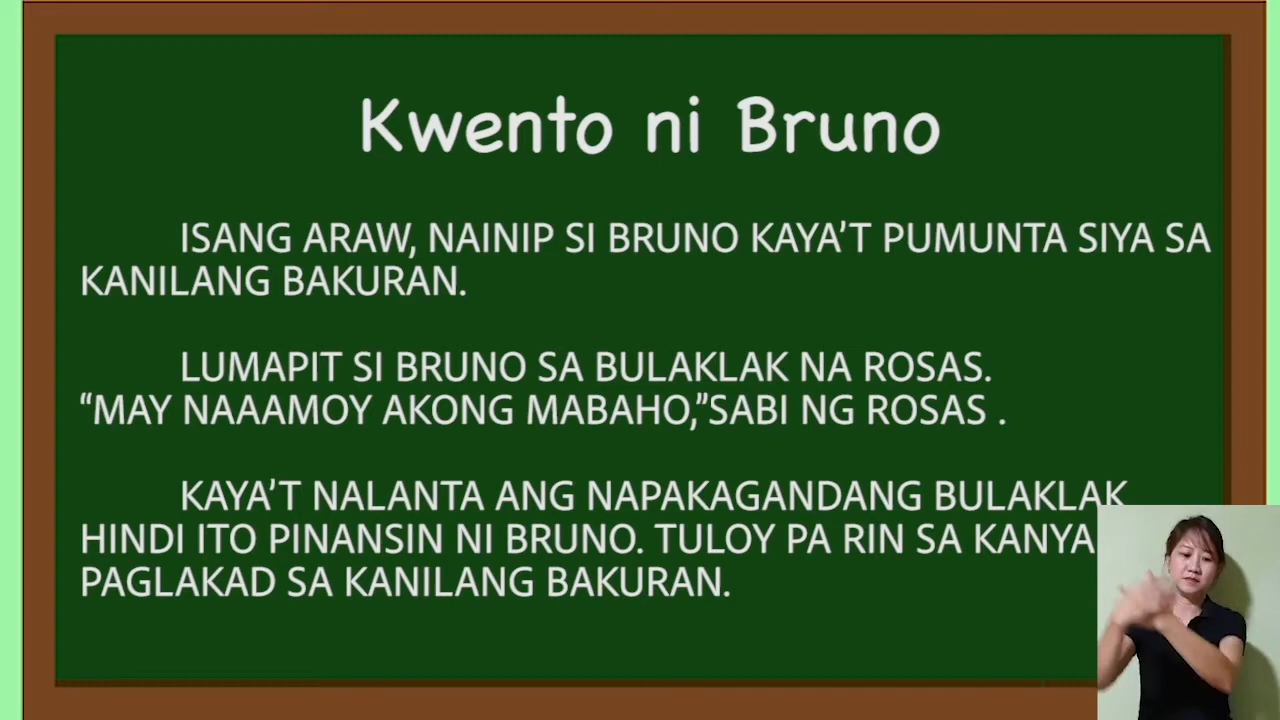 Kwento ni Bruno
ISANG ARAW, NAINIP SI BRUNO KAYA'T PUMUNTA SIYA SA
KANILANG BAKURAN.
LUMAPIT SI BRUNO SA BULAKLAK NA ROSAS.
“MAY NAAAMOY AKONG MABAHO,”SABI NG ROSAS .
KAYA'T NALANTA ANG NAPAKAGANDANG BULAKLAK
HINDI ITO PINANSIN NI BRUNO. TULOY PA RIN SA
PAGLAKAD SA KANILANG BAKURAN.